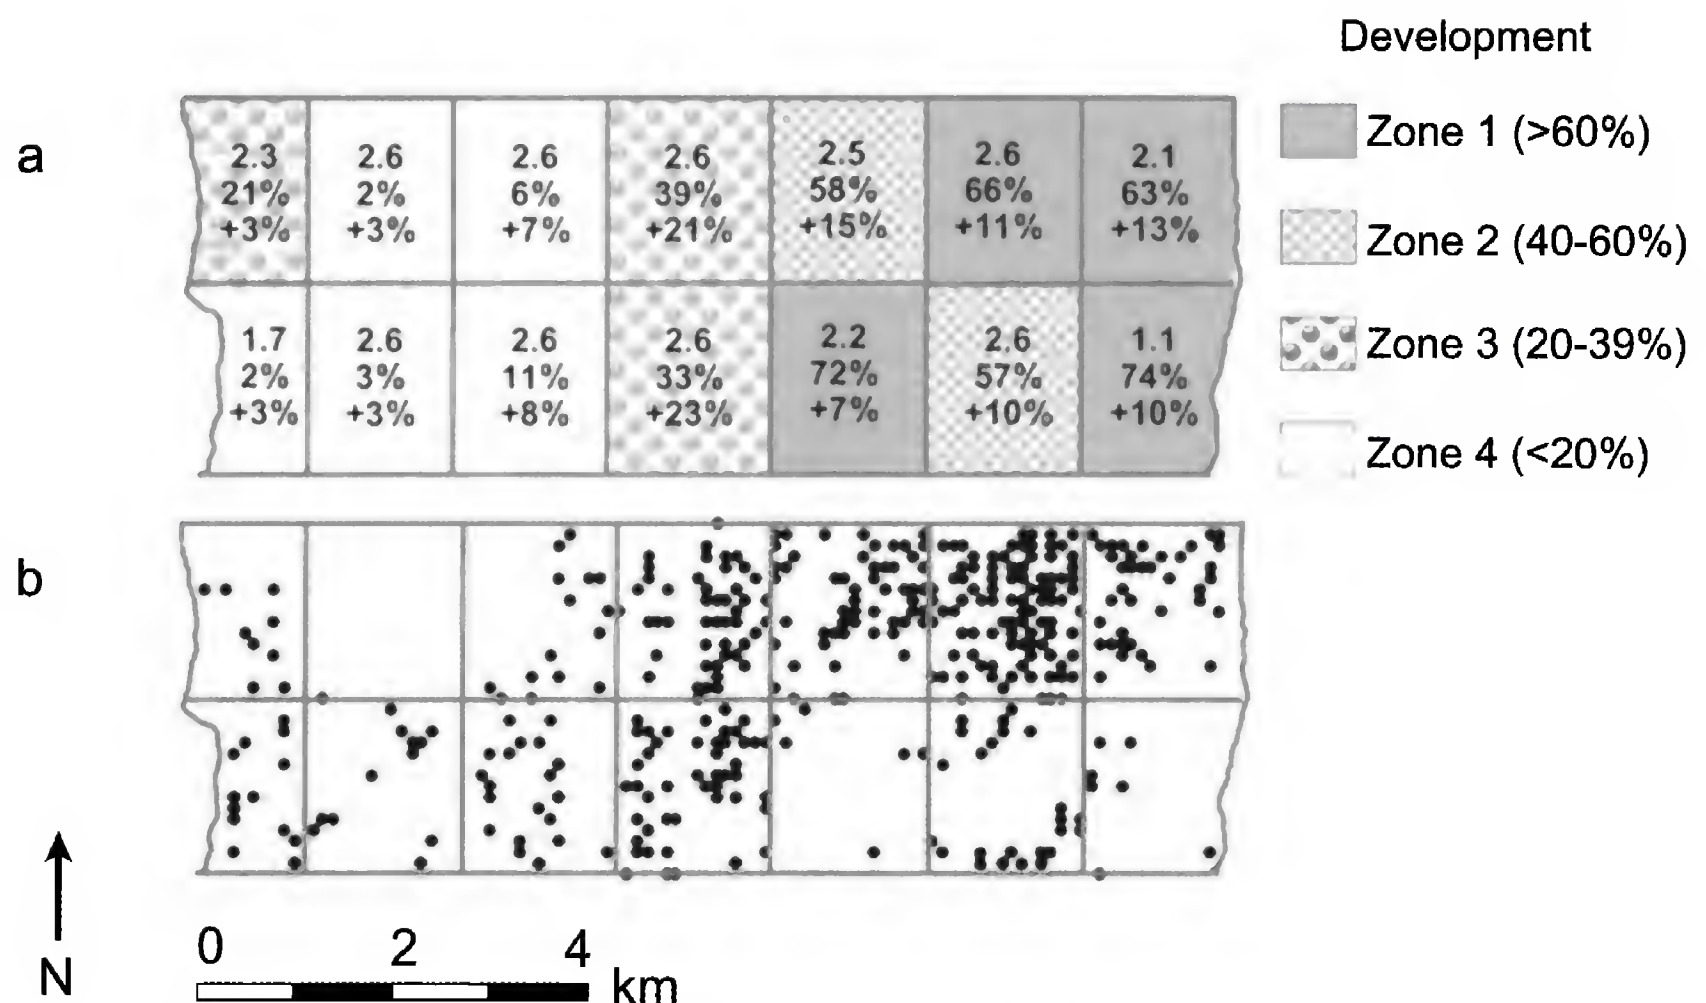 Development
a
Zone 1 (>60%)
Zone 2 (40-60%)
Zone 3 (20-39%)
Zone 4 (<20%)
2.3 2.6 2.6 2.6 2.5 2.6 2.1
21% 2% 6% 39% 58% 66% 63%
+3% +3% +7% +21% +15% +11% +13%
1.7 2.6 2.6 2.6 2.2 2.6 1.1
2% 3% 11% 33% 72% 57% 74%
+3% +3% +8% +23% +7% +10% +10%
b
N
0 2 4
km